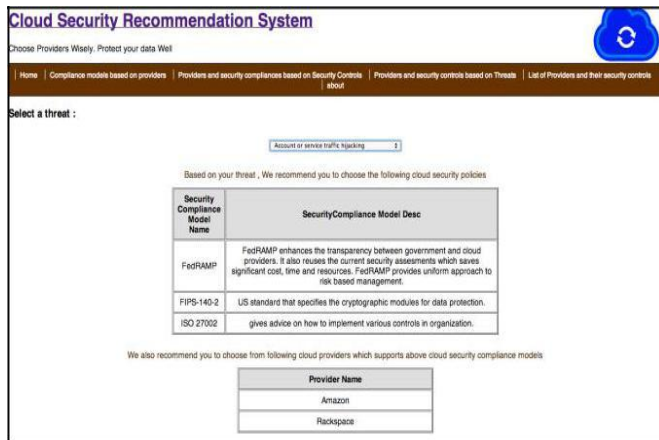 Cloud Security Recommendation System
Choose Providers Wisely. Protect your data Well
| Home | Compliance models based on providers | Providers and security compliances based on Security Controls | Providers and security controls based on Threats | List of Providers and their security controls
| about
Select a threat :
Account or service traffic hijacking
Based on your threat , We recommend you to choose the following cloud security policies
Security Compliance Model Name
SecurityCompliance Model Desc
FedRAMP
FedRAMP enhances the transparency between government and cloud
providers. It also reuses the current security assesments which saves
significant cost, time and resources. FedRAMP provides uniform approach to
risk based management.
FIPS-140-2
US standard that specifies the cryptographic modules for data protection.
ISO 27002
gives advice on how to implement various controls in organization.
We also recommend you to choose from following cloud providers which supports above cloud security compliance models
Provider Name
Amazon
Rackspace